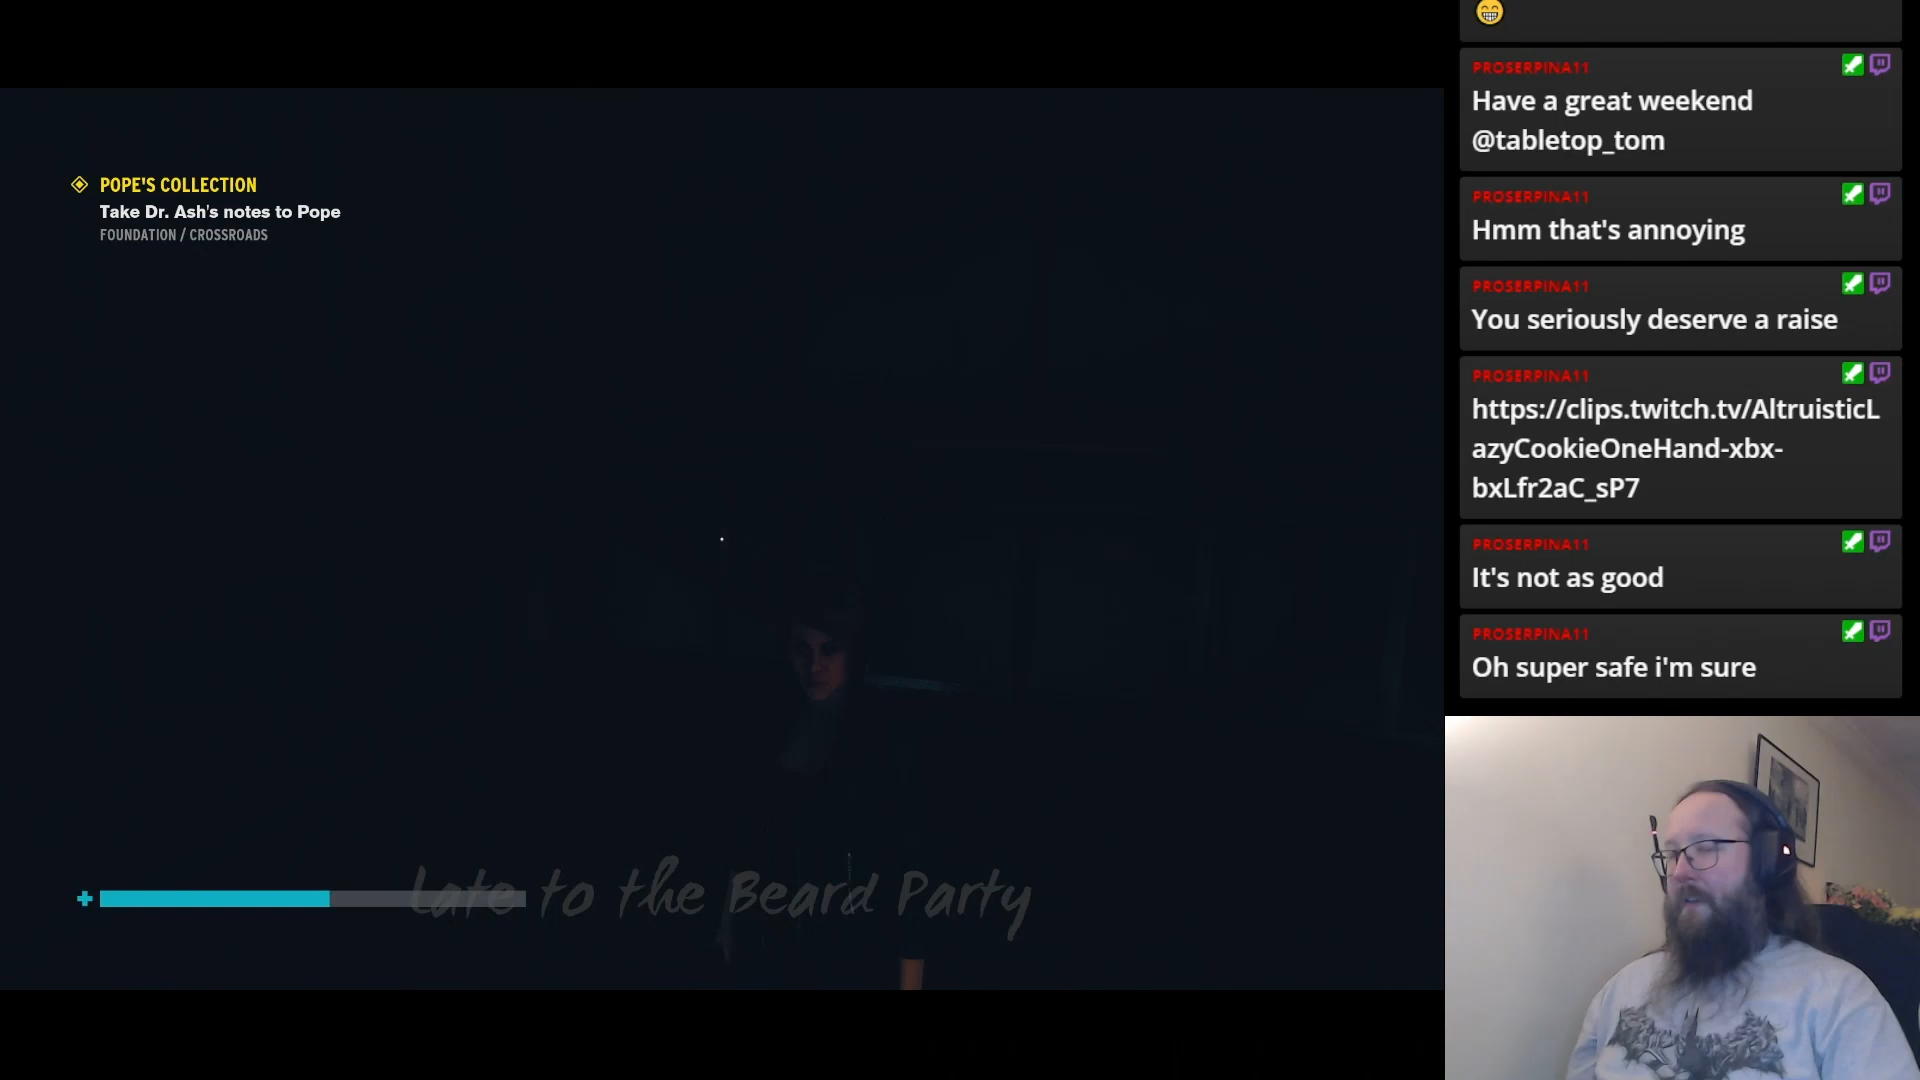 POPE'S COLLECTION
Take Dr. Ash's notes to Pope
FOUNDATION / CROSSROADS
Late to the Beard Party
PROSERPINA11
Have a great weekend
@tabletop_tom
PROSERPINA11
Hmm that's annoying
PROSERPINA11
You seriously deserve a raise
PROSERPINA11
https://clips.twitch.tv/AltruisticL
azyCookieOneHand-xbx-
bxLfr2aC_sP7
PROSERPINA11
It's not as good
PROSERPINA11
Oh super safe i'm sure